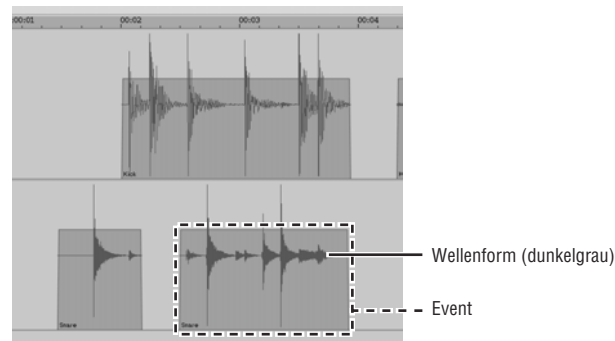 00:01 00:02 00:03 00:04
Kick
Snare
Snare
Wellenform (dunkelgrau)
Event